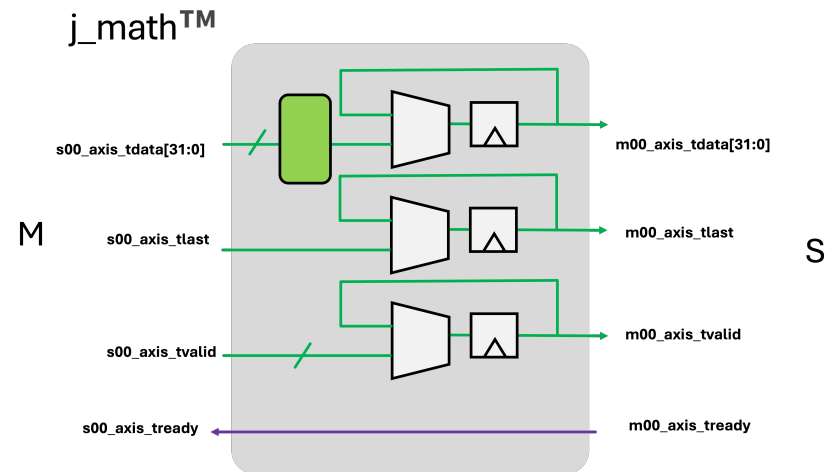 j_math™
s00_axis_tdata[31:0]
m00_axis_tdata[31:0]
M
s00_axis_tlast
m00_axis_tlast
S
s00_axis_tvalid
m00_axis_tvalid
s00_axis_tready
m00_axis_tready